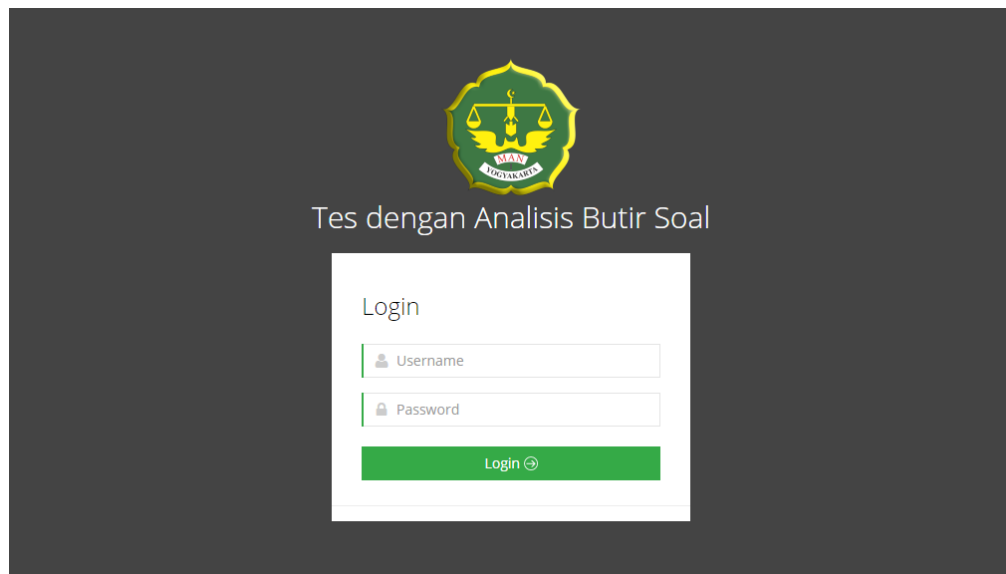 MAN
YOGYAKARTA
Tes dengan Analisis Butir Soal
Login
Username
Password
Login